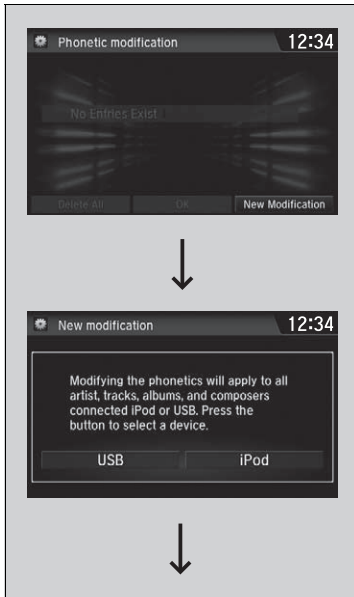 Phonetic modification
12:34
No Entries Exist
Delete All
OK
New Modification
New modification
12:34
Modifying the phonetics will apply to all
artist, tracks, albums, and composers
connected iPod or USB. Press the
button to select a device.
USB
iPod